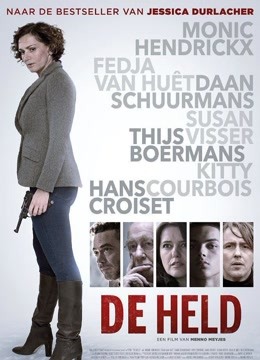 NAAR DE BESTSELLER VAN JESSICA DURLACHER
MONIC
HENDRICKX
FEDJA
VAN HUÊT DAAN
SCHUURMANS
SUSAN
THIJS VISSER
BOERMANS
KITTY
HANS COURBOIS
CROISET
DE HELD
EEN FILM VAN MENNO MEYJES